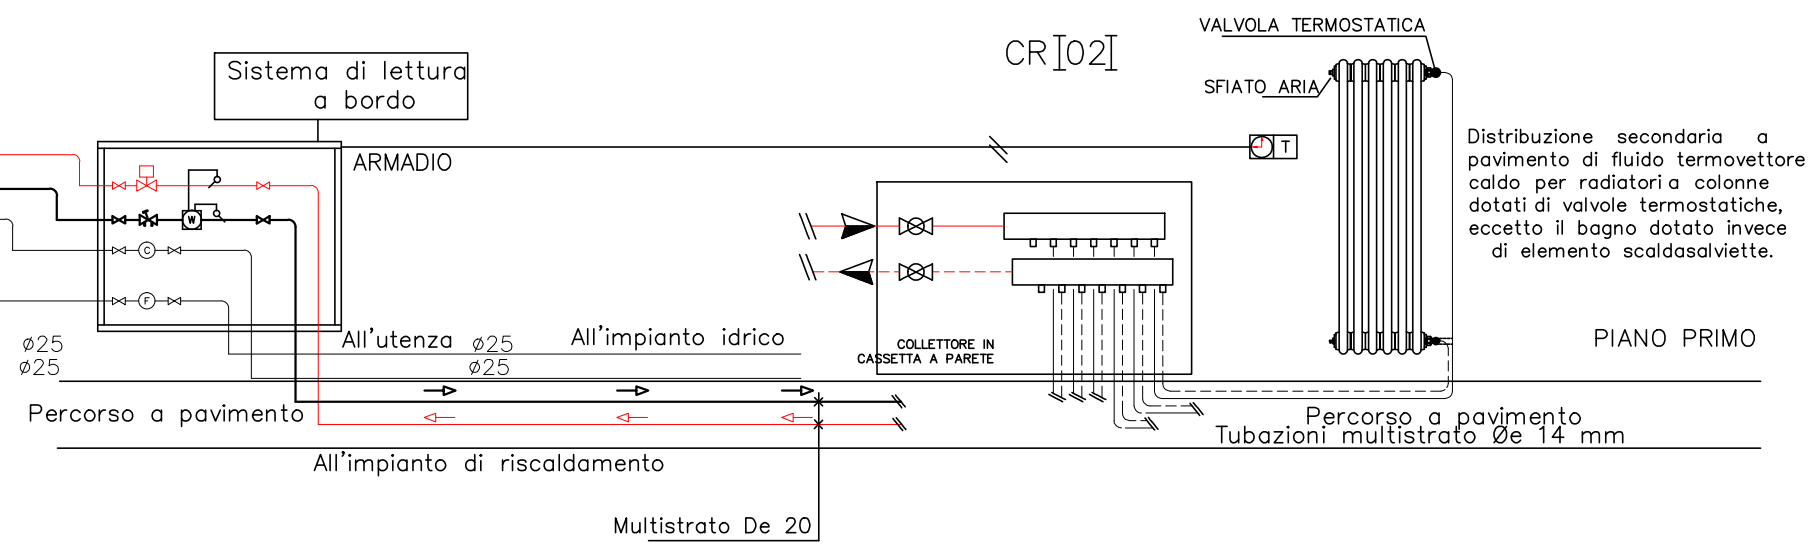 VALVOLA TERMOSTATICA
CR[02]
Sistema di lettura
a bordo
SFIATO ARIA
ARMADIO
T
Distribuzione secondaria a
pavimento di fluido termovettore
caldo per radiatori a colonne
dotati di valvole termostatiche,
eccetto il bagno dotato invece
di elemento scaldasalviette.
W
C
F
All'utenza
All'impianto idrico
PIANO PRIMO
ø25
ø25
ø25
ø25
COLLETTORE IN
CASSETTA A PARETE
Percorso a pavimento
Percorso a pavimento
Tubazioni multistrato Øe 14 mm
All'impianto di riscaldamento
Multistrato De 20